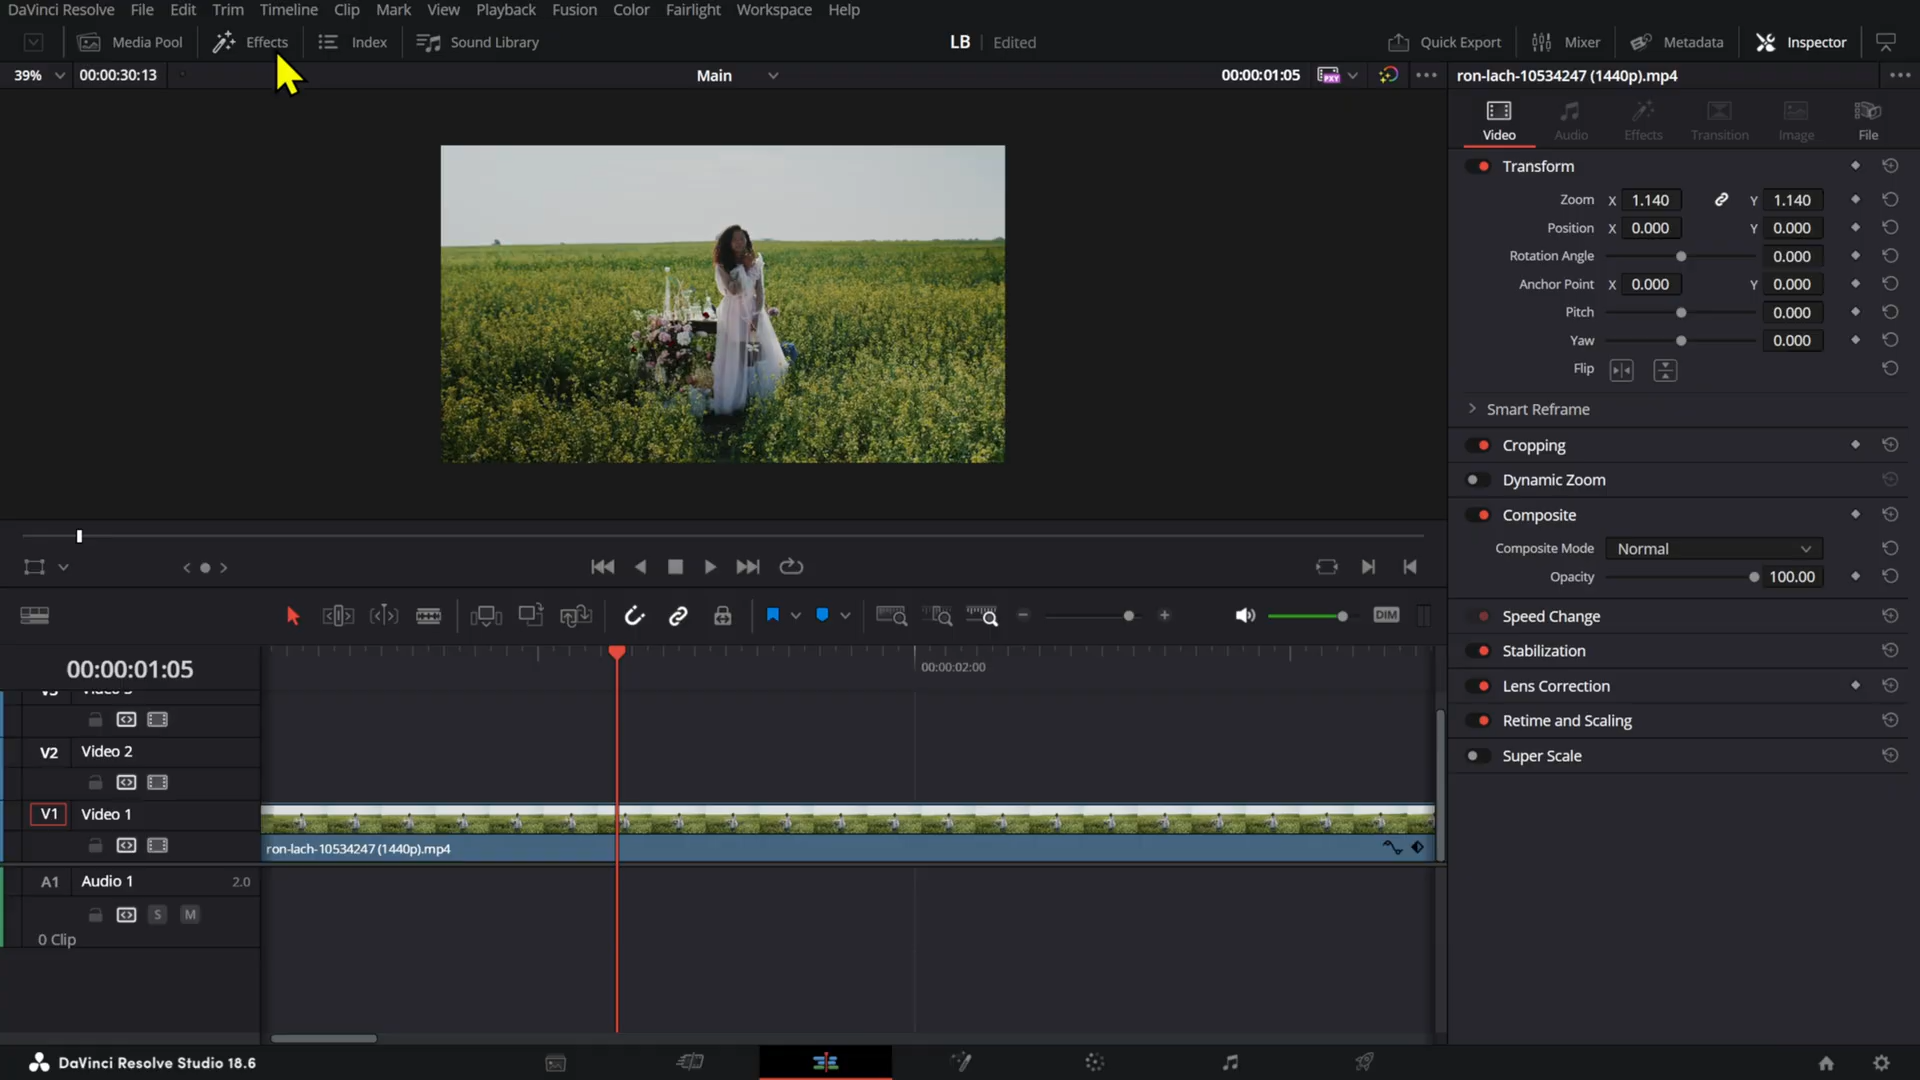 DaVinci Resolve File Edit Trim Timeline Clip Mark View Playback Fusion Color Fairlight Workspace Help
Media Pool Effects Index Sound Library LB Edited Quick Export Mixer Metadata Inspector
39% 00:00:30:13 Main 00:00:01:05 PXY ron-lach-10534247 (1440p).mp4
Video Audio Effects Transition Image File
Transform
Zoom X 1.140 Y 1.140
Position X 0.000 Y 0.000
Rotation Angle 0.000
Anchor Point X 0.000 Y 0.000
Pitch 0.000
Yaw 0.000
Flip
Smart Reframe
Cropping
Dynamic Zoom
Composite
Composite Mode Normal
Opacity 100.00
Speed Change
Stabilization
Lens Correction
Retime and Scaling
Super Scale
DIM
00:00:01:05 00:00:02:00
V2 Video 2
V1 Video 1
ron-lach-10534247 (1440p).mp4
A1 Audio 1 2.0
S M
0 Clip
DaVinci Resolve Studio 18.6